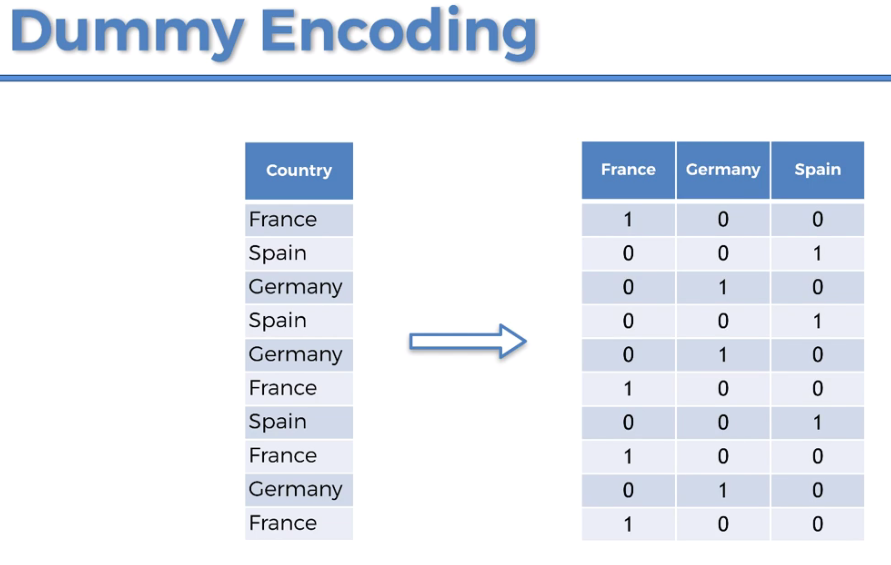 Dummy Encoding
Country
France
Spain
Germany
Spain
Germany
France
Spain
France
Germany
France
France Germany Spain
1 0 0
0 0 1
0 1 0
0 0 1
0 1 0
1 0 0
0 0 1
1 0 0
0 1 0
1 0 0